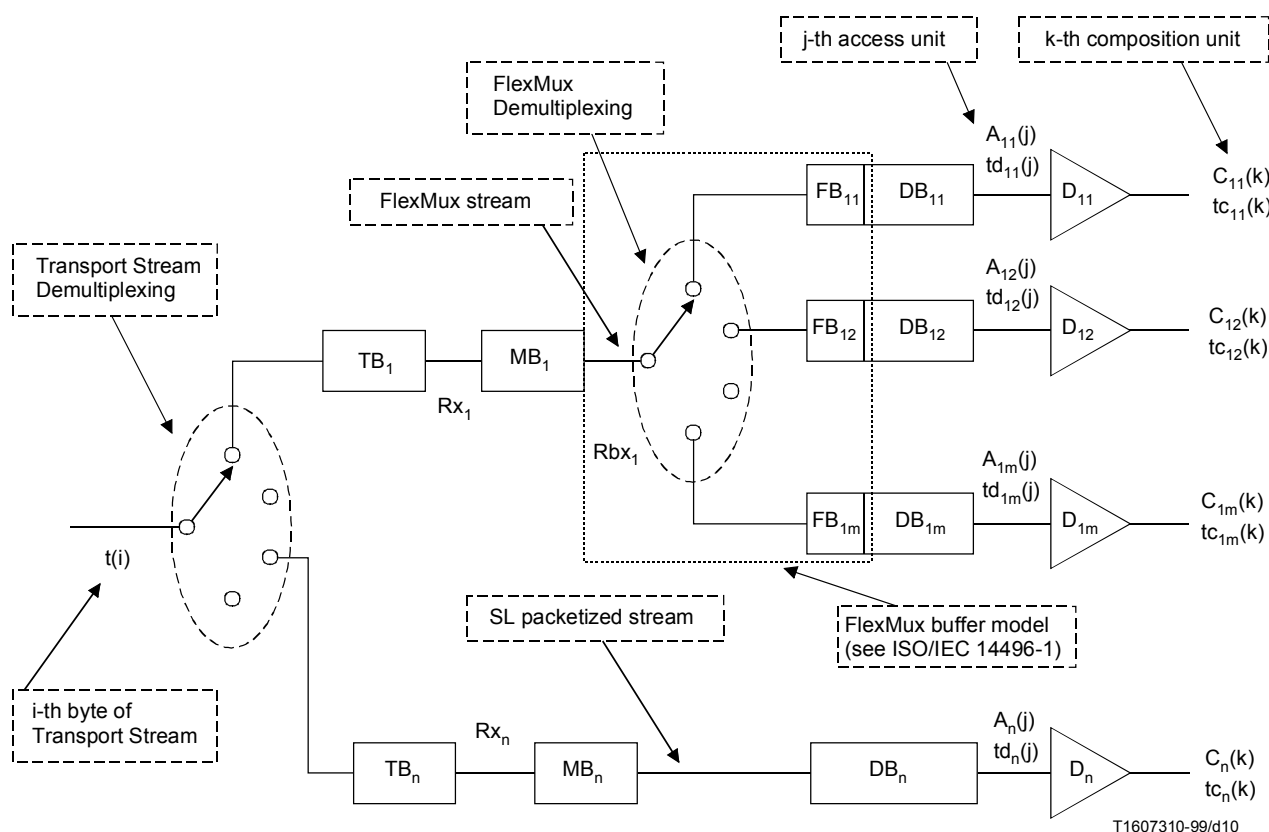 j-th access unit
k-th composition unit
FlexMux
Demultiplexing
A11(j)
td11(j)
FB11
DB11
D11
C11(k)
tc11(k)
FlexMux stream
Transport Stream
Demultiplexing
A12(j)
td12(j)
FB12
DB12
D12
C12(k)
tc12(k)
TB1
MB1
Rx1
Rbx1
A1m(j)
td1m(j)
FB1m
DB1m
D1m
C1m(k)
tc1m(k)
t(i)
SL packetized stream
FlexMux buffer model
(see ISO/IEC 14496-1)
i-th byte of
Transport Stream
TBn
Rxn
MBn
DBn
An(j)
tdn(j)
Dn
Cn(k)
tcn(k)
T1607310-99/d10